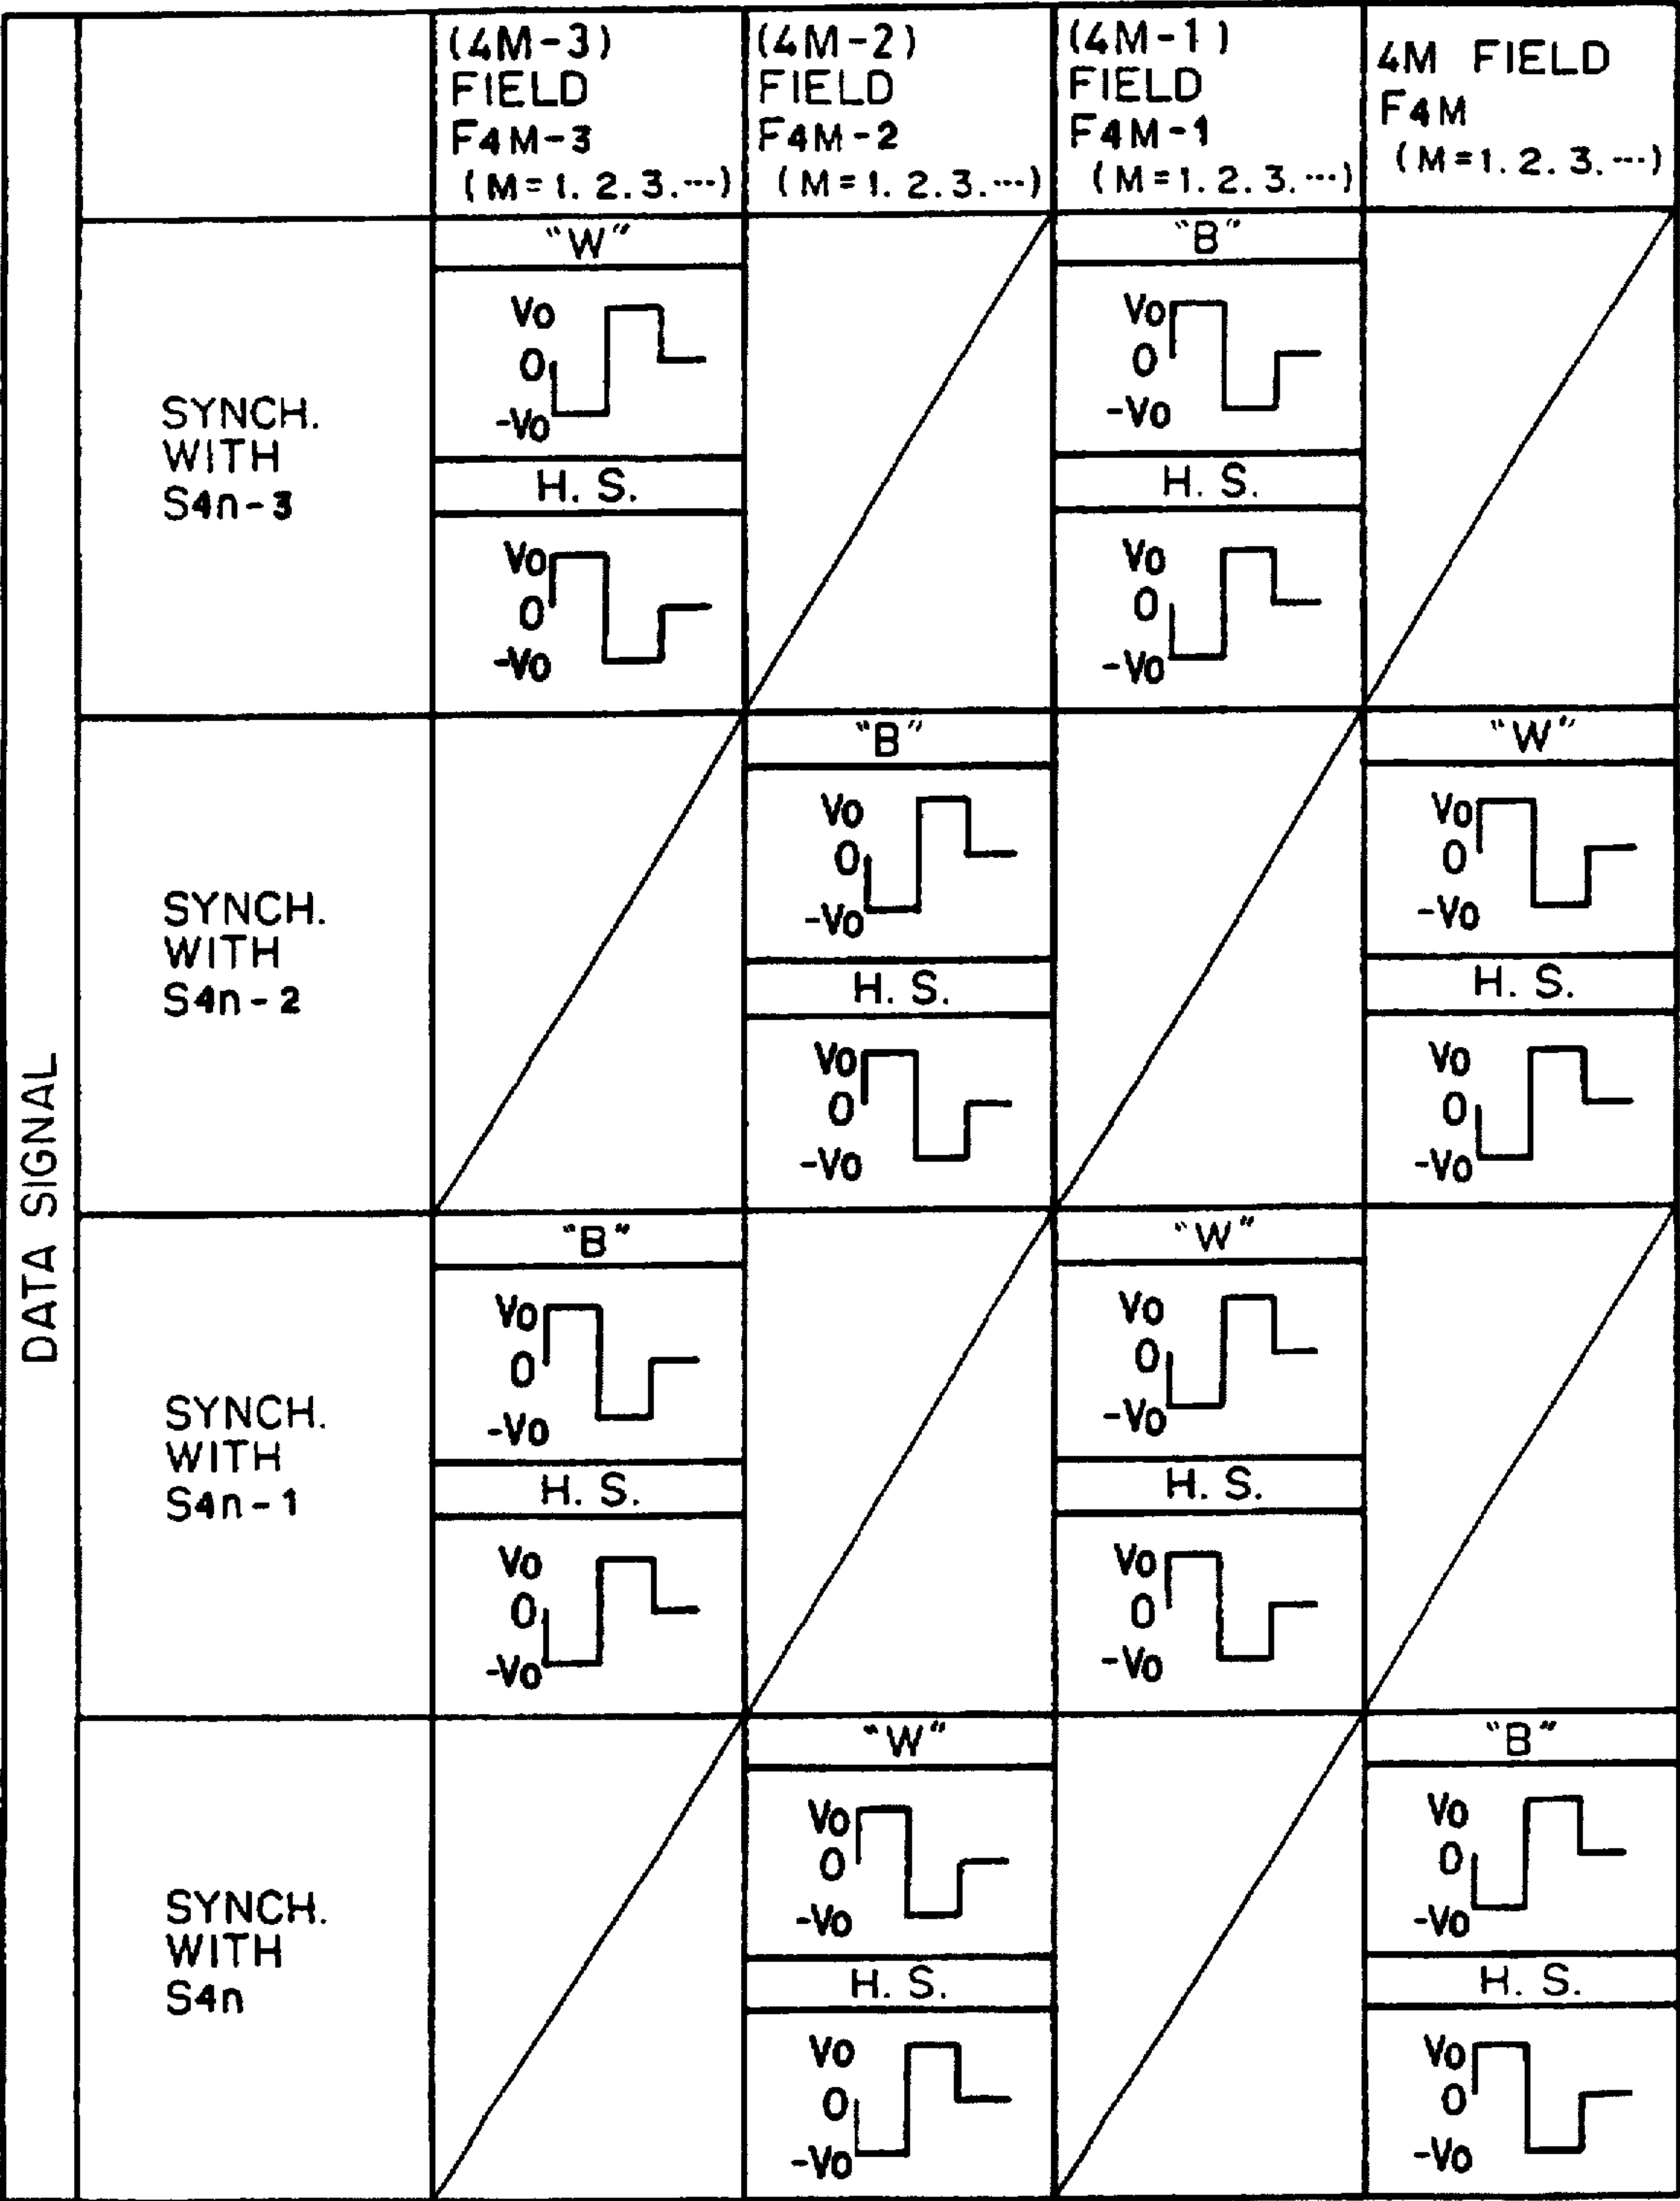 (4M-3)
FIELD
F4M-3
(M=1.2.3.…)
(4M-2)
FIELD
F4M-2
(M=1.2.3.…)
(4M-1)
FIELD
F4M-1
(M=1.2.3.…)
4M FIELD
F4M
(M=1.2.3.…)
DATA SIGNAL
SYNCH.
WITH
S4n-3
"W"
Vo
0
-Vo
H. S.
Vo
0
-Vo
"B"
Vo
0
-Vo
H. S.
Vo
0
-Vo
SYNCH.
WITH
S4n-2
"B"
Vo
0
-Vo
H. S.
Vo
0
-Vo
"W"
Vo
0
-Vo
H. S.
Vo
0
-Vo
SYNCH.
WITH
S4n-1
"B"
Vo
0
-Vo
H. S.
Vo
0
-Vo
"W"
Vo
0
-Vo
H. S.
Vo
0
-Vo
SYNCH.
WITH
S4n
"W"
Vo
0
-Vo
H. S.
Vo
0
-Vo
"B"
Vo
0
-Vo
H. S.
Vo
0
-Vo